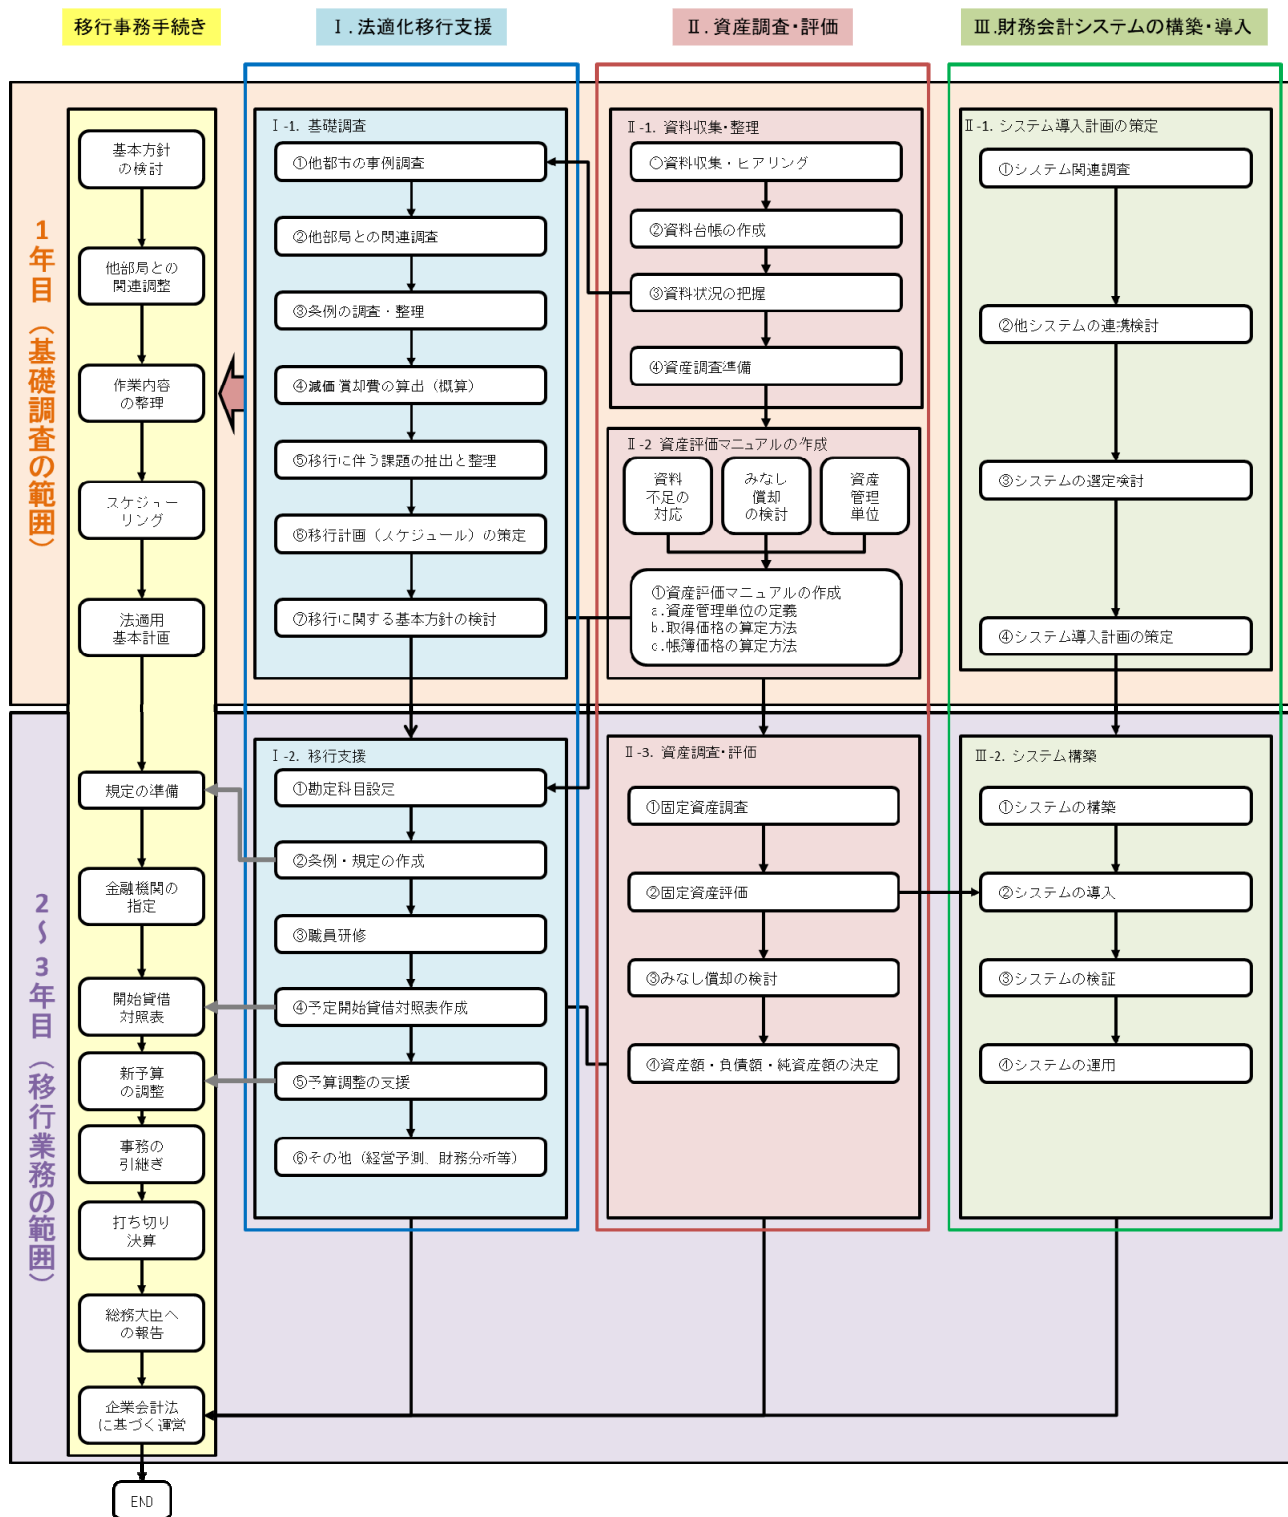 移行事務手続き
Ⅰ.法適化移行支援
Ⅱ.資産調査・評価
Ⅲ.財務会計システムの構築・導入
1年目（基礎調査の範囲）
基本方針
の検討
他部局との
関連調整
作業内容
の整理
スケジュー
リング
法適用
基本計画
Ⅰ-1. 基礎調査
①他都市の事例調査
②他部局との関連調査
③条例の調査・整理
④減価償却費の算出（概算）
⑤移行に伴う課題の抽出と整理
⑥移行計画（スケジュール）の策定
⑦移行に関する基本方針の検討
Ⅱ-1. 資料収集・整理
○資料収集・ヒアリング
②資料台帳の作成
③資料状況の把握
④資産調査準備
Ⅱ-2 資産評価マニュアルの作成
資料
不足の
対応
みなし
償却
の検討
資産
管理
単位
①資産評価マニュアルの作成
a.資産管理単位の定義
b.取得価格の算定方法
c.帳簿価格の算定方法
Ⅱ-1. システム導入計画の策定
①システム関連調査
②他システムの連携検討
③システムの選定検討
④システム導入計画の策定
2～3年目（移行業務の範囲）
規定の準備
金融機関の
指定
開始貸借
対照表
新予算
の調整
事務の
引継ぎ
打ち切り
決算
総務大臣へ
の報告
企業会計法
に基づく運営
END
Ⅰ-2. 移行支援
①勘定科目設定
②条例・規定の作成
③職員研修
④予定開始貸借対照表作成
⑤予算調整の支援
⑥その他（経営予測、財務分析等）
Ⅱ-3. 資産調査・評価
①固定資産調査
②固定資産評価
③みなし償却の検討
④資産額・負債額・純資産額の決定
Ⅲ-2. システム構築
①システムの構築
②システムの導入
③システムの検証
④システムの運用